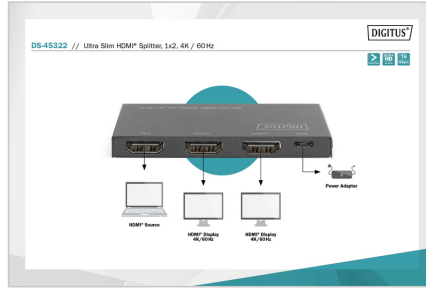 DIGITUS®
DS-45322 // Ultra Slim HDMI® Splitter, 1x2, 4K / 60 Hz
DIGITUS
HDMI® Source
HDMI® Display
4K/60Hz
HDMI® Display
4K/60Hz
Power Adapter